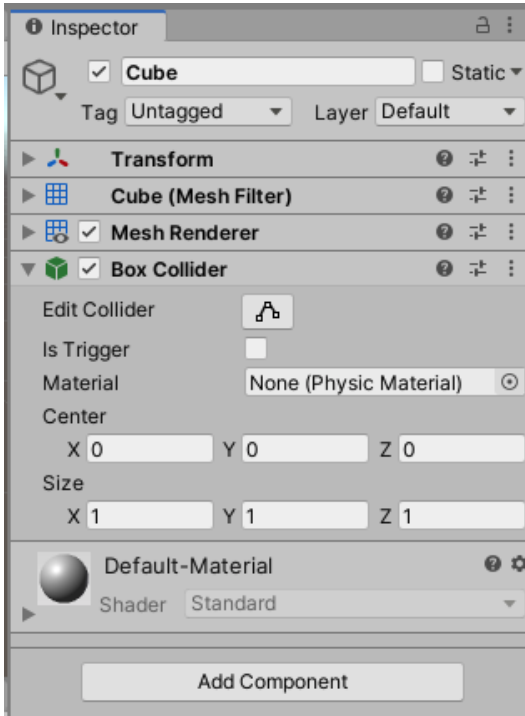 Inspector
Cube Static
Tag Untagged Layer Default
Transform
Cube (Mesh Filter)
Mesh Renderer
Box Collider
Edit Collider
Is Trigger
Material None (Physic Material)
Center
X 0 Y 0 Z 0
Size
X 1 Y 1 Z 1
Default-Material
Shader Standard
Add Component